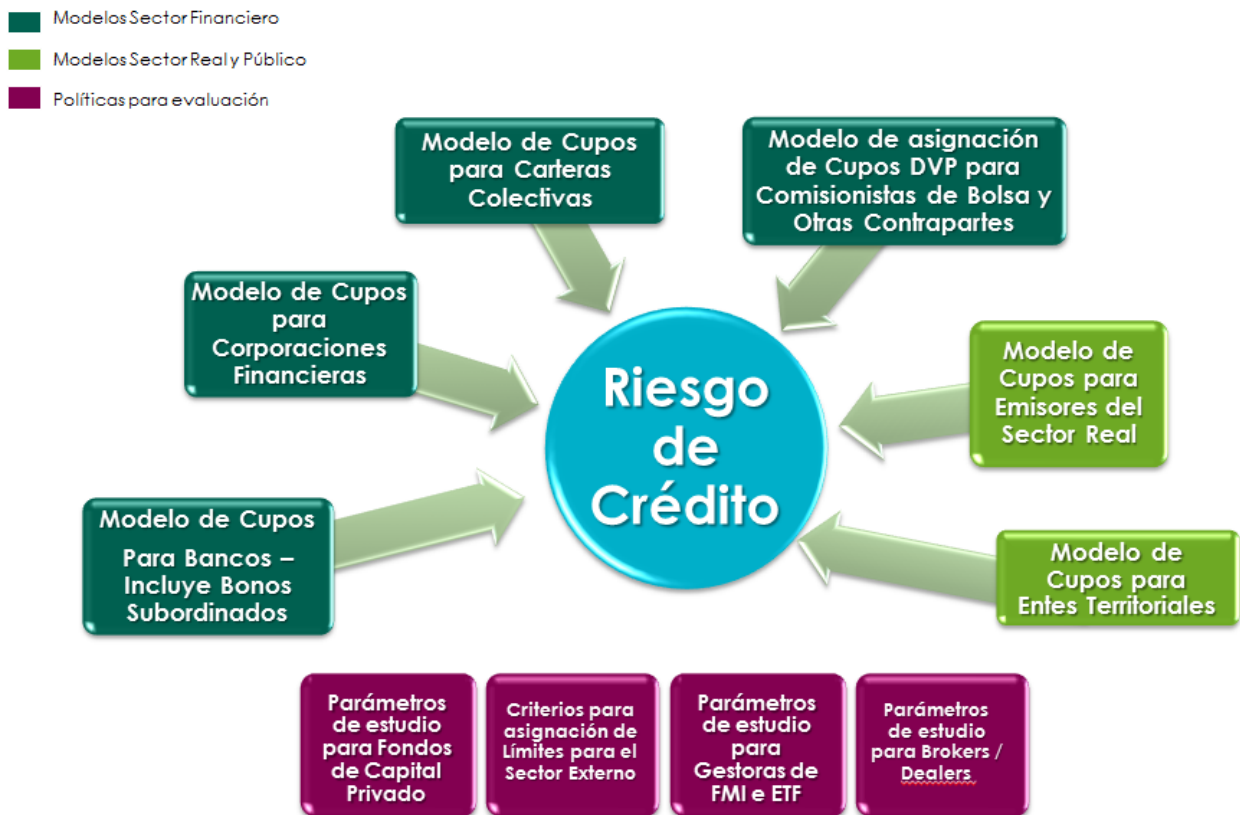 Modelos Sector Financiero
Modelos Sector Real y Público
Políticas para evaluación
Modelo de Cupos
para Carteras
Colectivas
Modelo de asignación
de Cupos DVP para
Comisionistas de Bolsa y
Otras Contrapartes
Modelo de Cupos
para
Corporaciones
Financieras
Riesgo
de
Crédito
Modelo de
Cupos para
Emisores del
Sector Real
Modelo de Cupos
Para Bancos –
Incluye Bonos
Subordinados
Modelo de
Cupos para
Entes Territoriales
Parámetros
de estudio
para Fondos
de Capital
Privado
Criterios para
asignación de
Límites para el
Sector Externo
Parámetros
de estudio
para
Gestoras de
FMI e ETF
Parámetros
de estudio
para Brokers /
Dealers